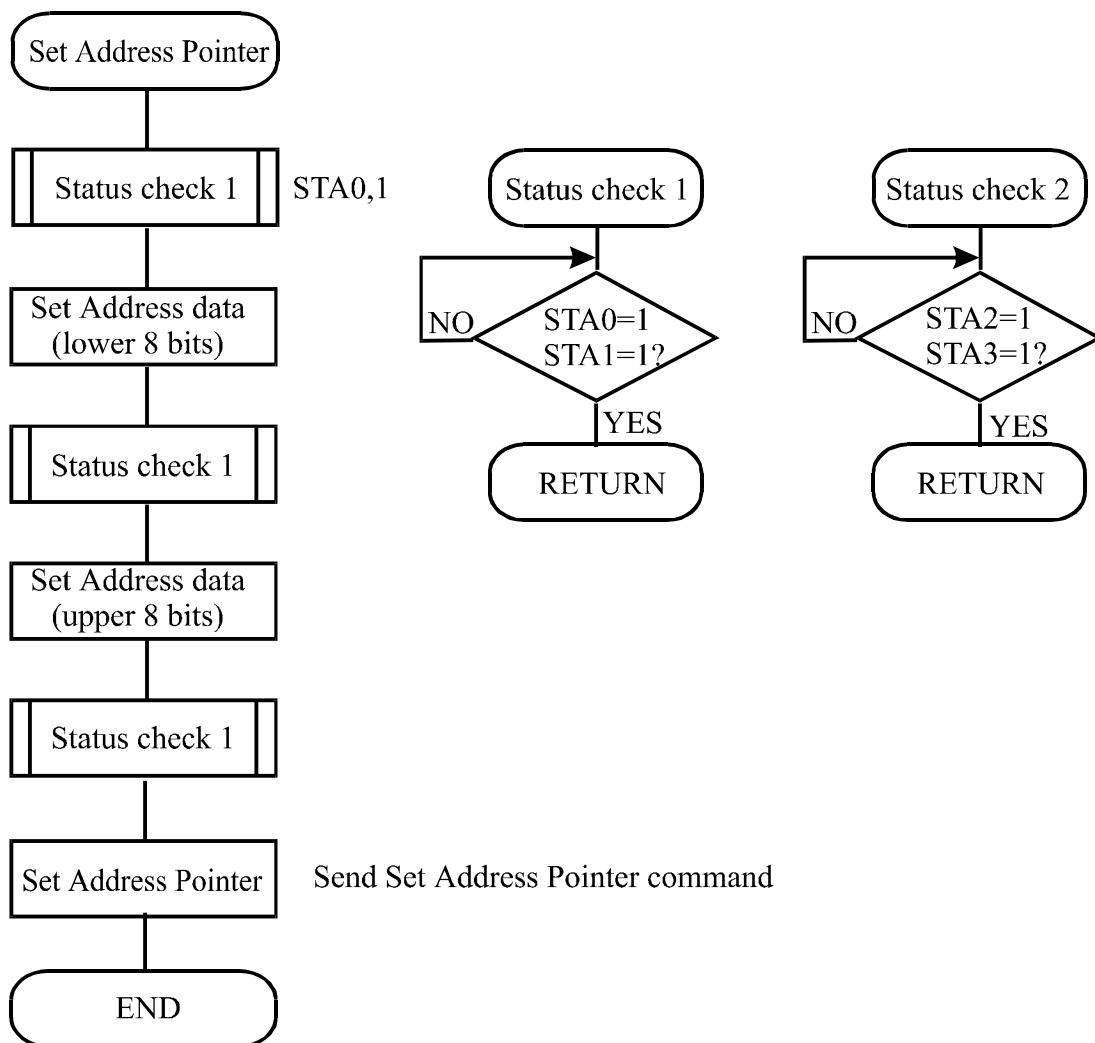 Set Address Pointer
Status check 1
STA0,1
Set Address data
(lower 8 bits)
Status check 1
Set Address data
(upper 8 bits)
Status check 1
Set Address Pointer
Send Set Address Pointer command
END
Status check 1
NO
STA0=1
STA1=1?
YES
RETURN
Status check 2
NO
STA2=1
STA3=1?
YES
RETURN